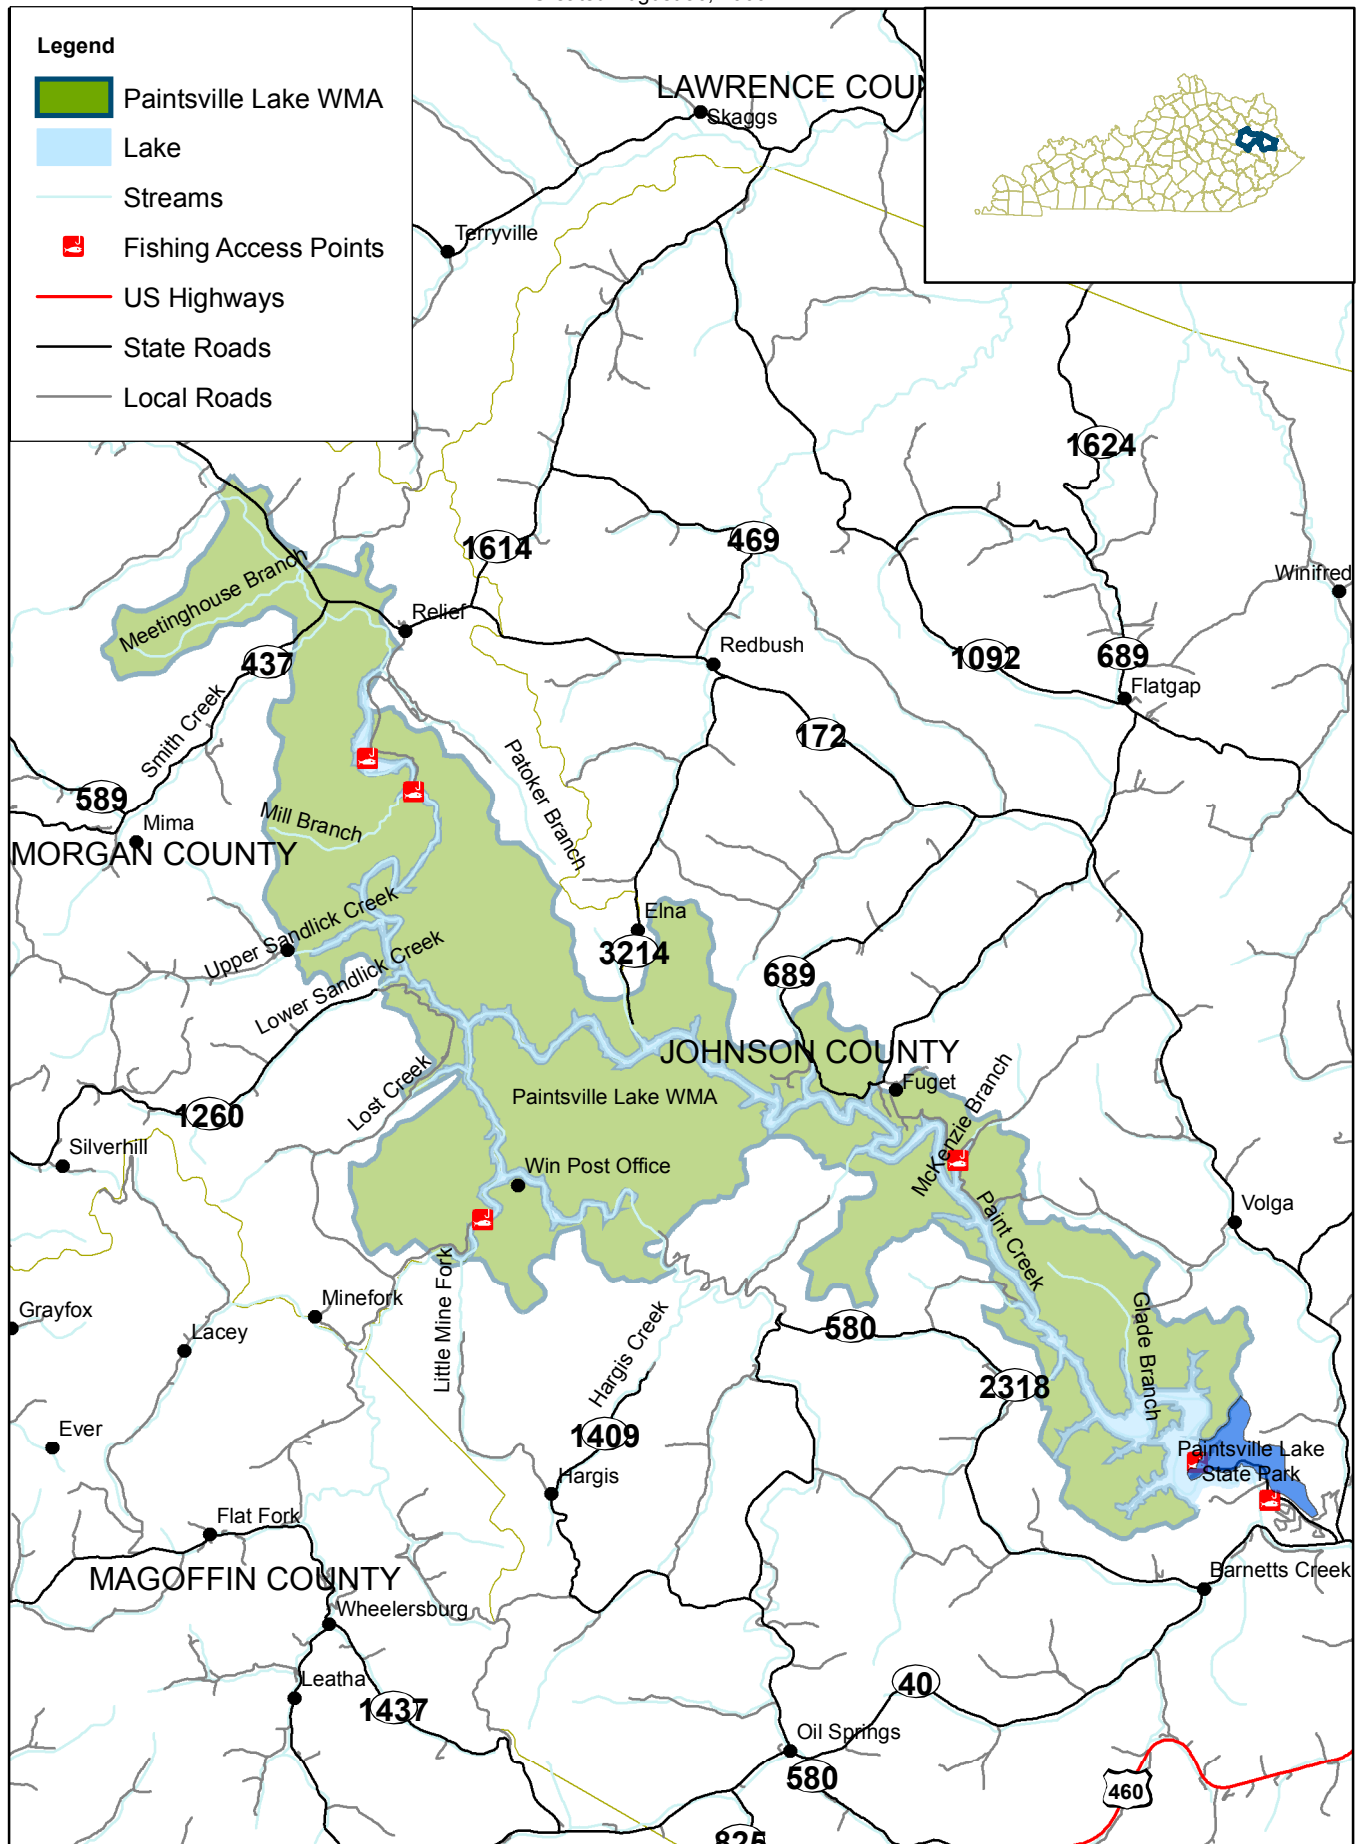 Legend
Paintsville Lake WMA
Lake
Streams
Fishing Access Points
US Highways
State Roads
Local Roads
LAWRENCE COUN
Skaggs
Terryville
1624
1614
469
Winifred
Meetinghouse Branch
Relief
Redbush
1092
689
437
Flatgap
Smith Creek
172
Patoker Branch
589
Mima
Mill Branch
MORGAN COUNTY
Elna
Upper Sandlick Creek
3214
689
Lower Sandlick Creek
JOHNSON COUNTY
Fuget
Paintsville Lake WMA
Lost Creek
McKenzie Branch
1260
Silverhill
Win Post Office
Volga
Paint Creek
Little Mine Fork
Minefork
Grayfox
Lacey
580
Glade Branch
Hargis Creek
2318
Ever
1409
Paintsville Lake
State Park
Hargis
Flat Fork
Barnetts Creek
MAGOFFIN COUNTY
Wheelersburg
Leatha
1437
40
Oil Springs
580
460
825